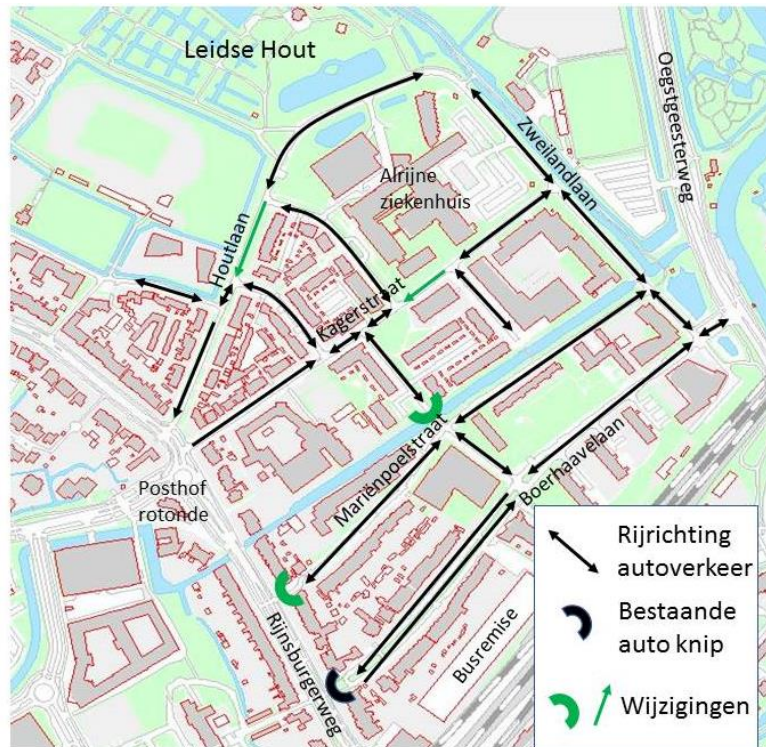 Leidse Hout
Oegstgeesterweg
Zweilandlaan
Alrijne
ziekenhuis
Houtlaan
Kagerstraat
Mariënpoelstraat
Boerhaavelaan
Posthof
rotonde
Rijnsburgerweg
Busremise
Rijrichting
autoverkeer
Bestaande
auto knip
Wijzigingen